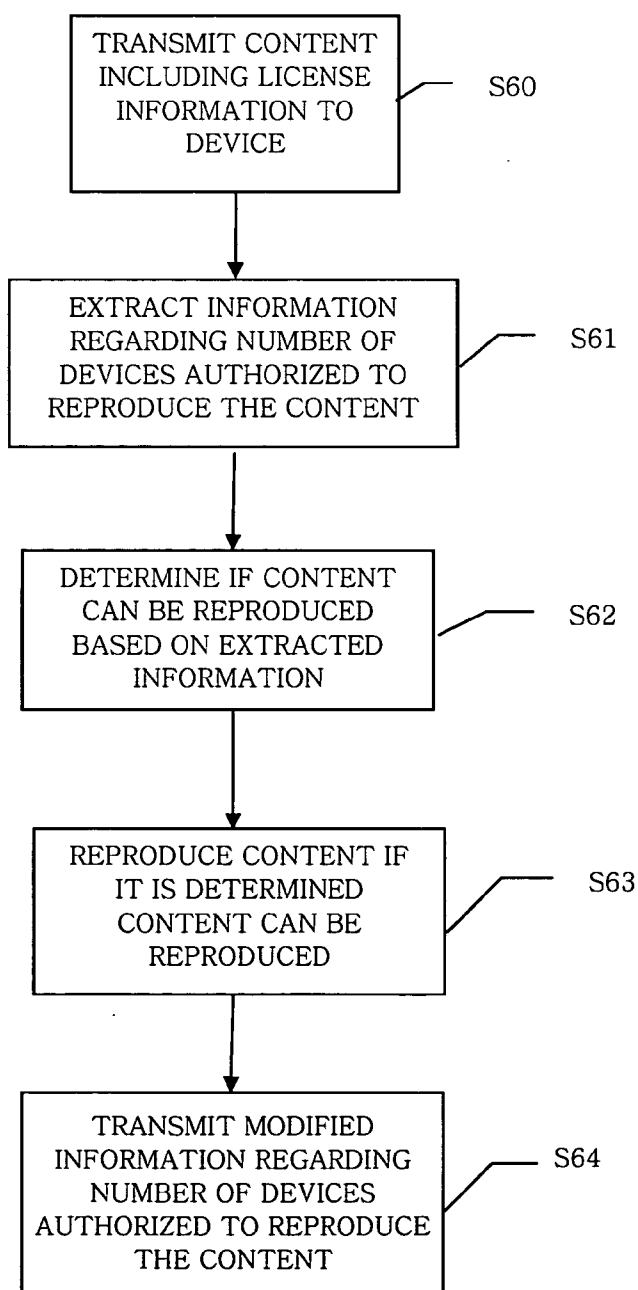 TRANSMIT CONTENT
INCLUDING LICENSE
INFORMATION TO
DEVICE
S60
EXTRACT INFORMATION
REGARDING NUMBER OF
DEVICES AUTHORIZED TO
REPRODUCE THE CONTENT
S61
DETERMINE IF CONTENT
CAN BE REPRODUCED
BASED ON EXTRACTED
INFORMATION
S62
REPRODUCE CONTENT IF
IT IS DETERMINED
CONTENT CAN BE
REPRODUCED
S63
TRANSMIT MODIFIED
INFORMATION REGARDING
NUMBER OF DEVICES
AUTHORIZED TO REPRODUCE
THE CONTENT
S64